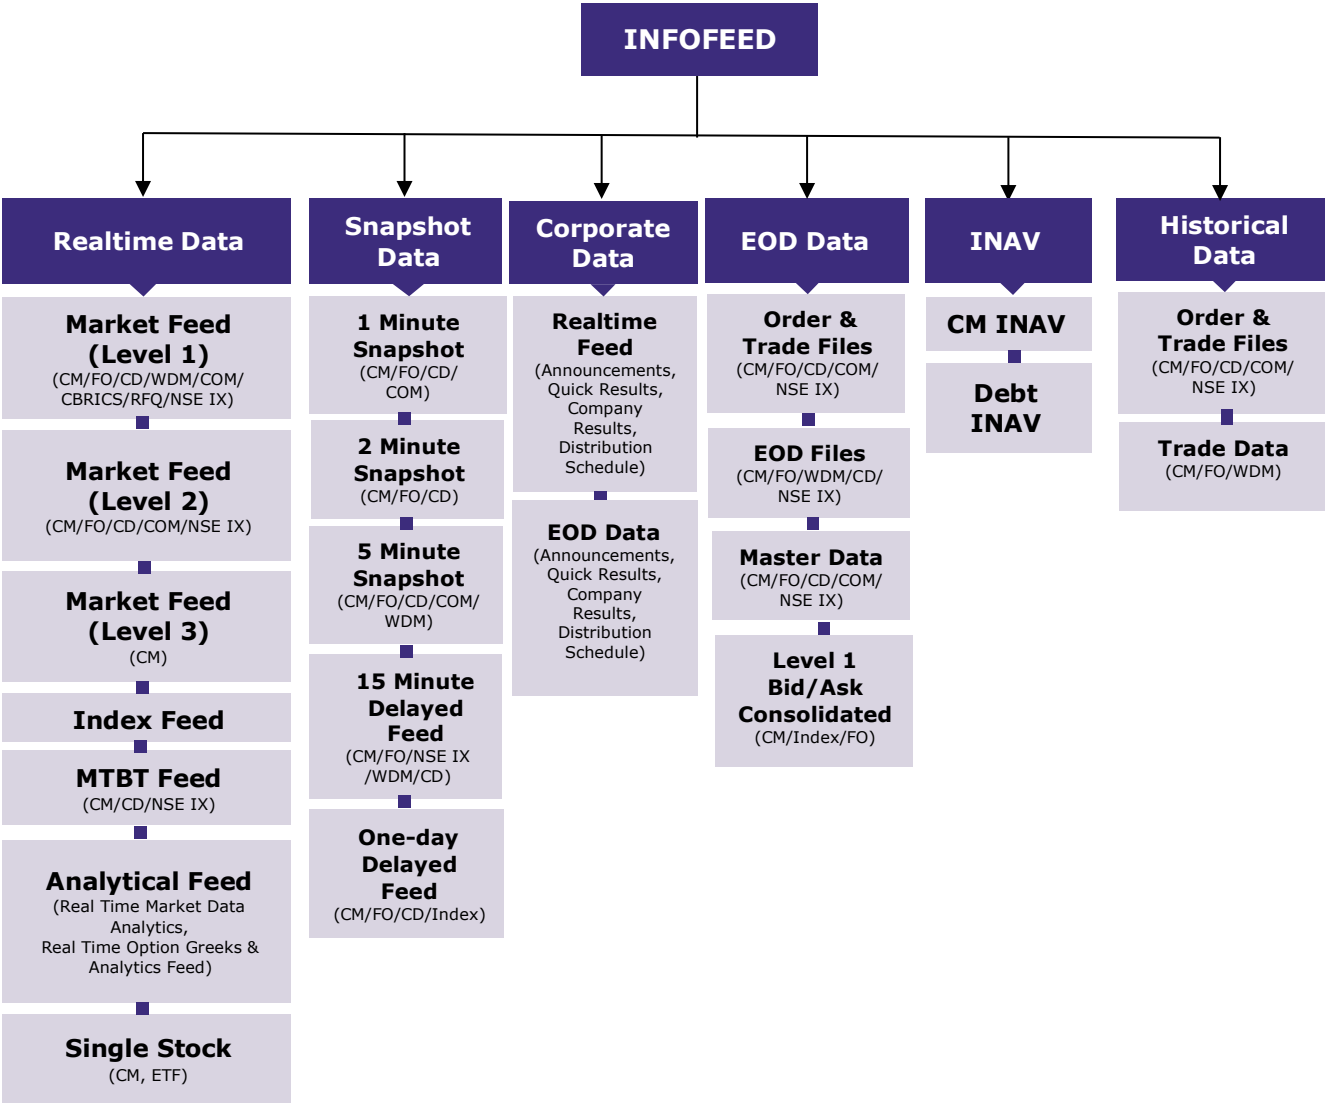 INFOFEED
Realtime Data
Market Feed
(Level 1)
(CM/FO/CD/WDM/COM/
CBRICS/RFQ/NSE IX)
Market Feed
(Level 2)
(CM/FO/CD/COM/NSE IX)
Market Feed
(Level 3)
(CM)
Index Feed
MTBT Feed
(CM/CD/NSE IX)
Analytical Feed
(Real Time Market Data
Analytics,
Real Time Option Greeks &
Analytics Feed)
Single Stock
(CM, ETF)
Snapshot
Data
1 Minute
Snapshot
(CM/FO/CD/
COM)
2 Minute
Snapshot
(CM/FO/CD)
5 Minute
Snapshot
(CM/FO/CD/COM/
WDM)
15 Minute
Delayed
Feed
(CM/FO/NSE IX
/WDM/CD)
One-day
Delayed
Feed
(CM/FO/CD/Index)
Corporate
Data
Realtime
Feed
(Announcements,
Quick Results,
Company
Results,
Distribution
Schedule)
EOD Data
(Announcements,
Quick Results,
Company
Results,
Distribution
Schedule)
EOD Data
Order &
Trade Files
(CM/FO/CD/COM/
NSE IX)
EOD Files
(CM/FO/WDM/CD/
NSE IX)
Master Data
(CM/FO/CD/COM/
NSE IX)
Level 1
Bid/Ask
Consolidated
(CM/Index/FO)
INAV
CM INAV
Debt
INAV
Historical
Data
Order &
Trade Files
(CM/FO/CD/COM/
NSE IX)
Trade Data
(CM/FO/WDM)